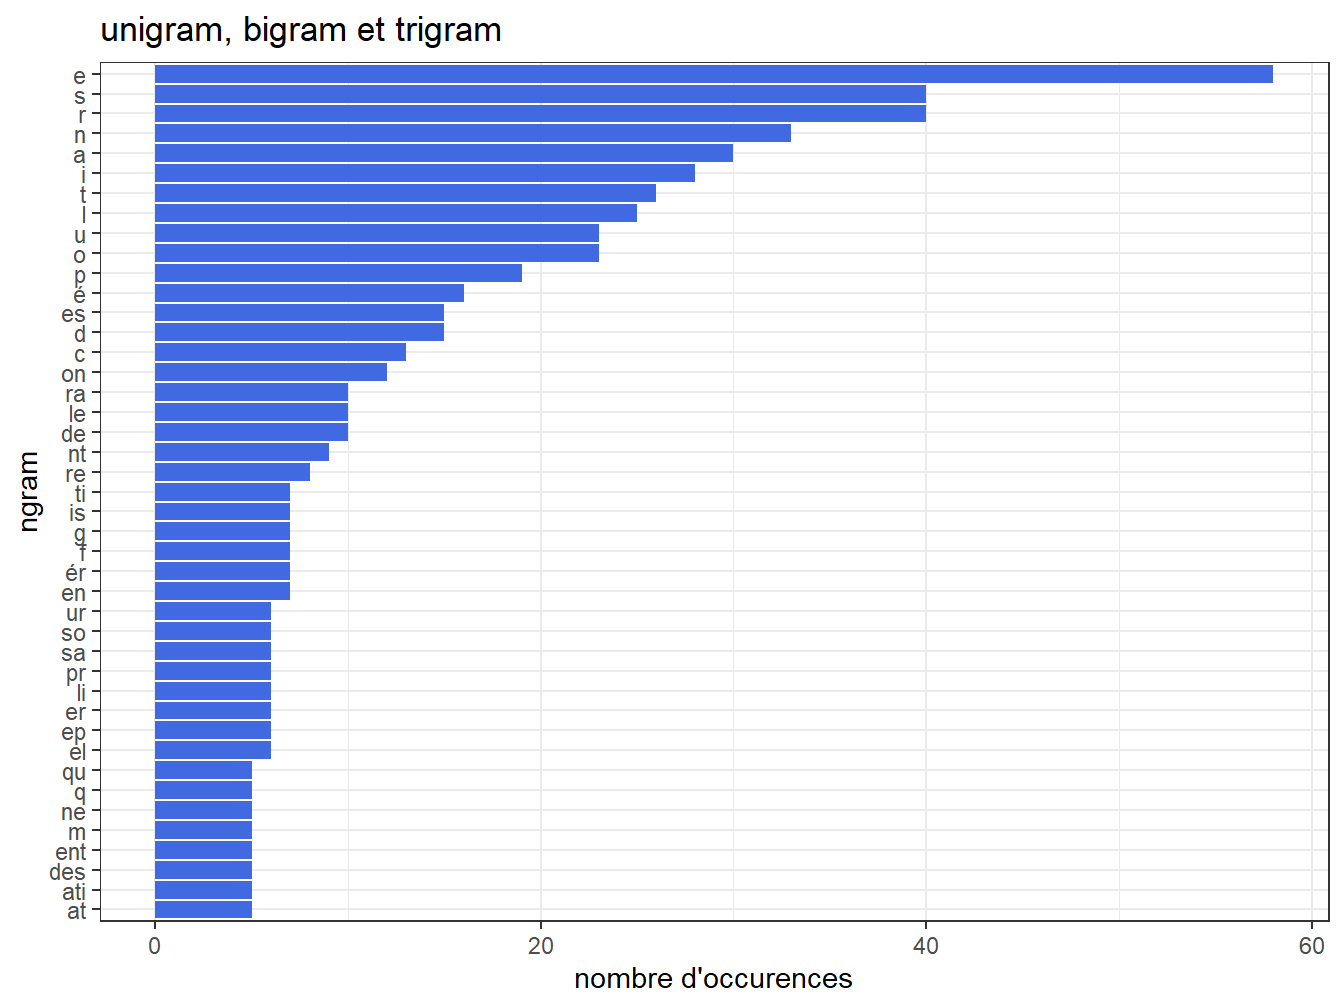 unigram, bigram et trigram
ngram
e
s
r
n
a
i
t
l
u
o
p
é
es
d
c
on
ra
le
de
nt
re
ti
is
g
f
ér
en
ur
so
sa
pr
li
er
ep
el
qu
q
ne
m
ent
des
ati
at
0 20 40 60
nombre d'occurences